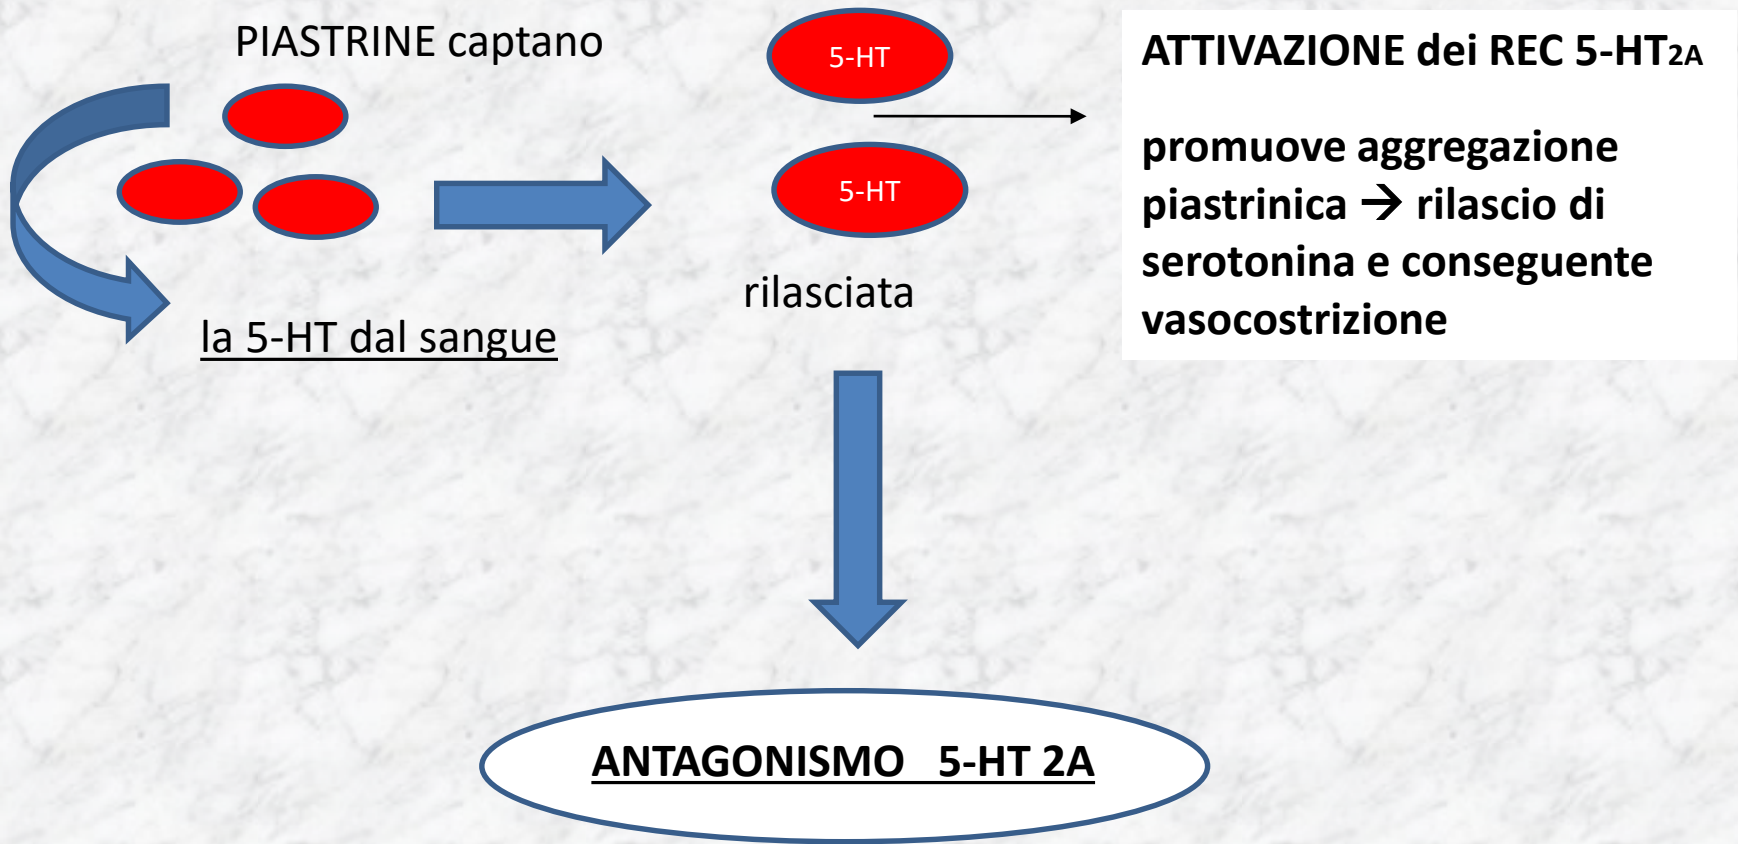 PIASTRINE captano
la 5-HT dal sangue
5-HT
5-HT
rilasciata
ATTIVAZIONE dei REC 5-HT2A
promuove aggregazione
piastrinica → rilascio di
serotonina e conseguente
vasocostrizione
ANTAGONISMO 5-HT 2A